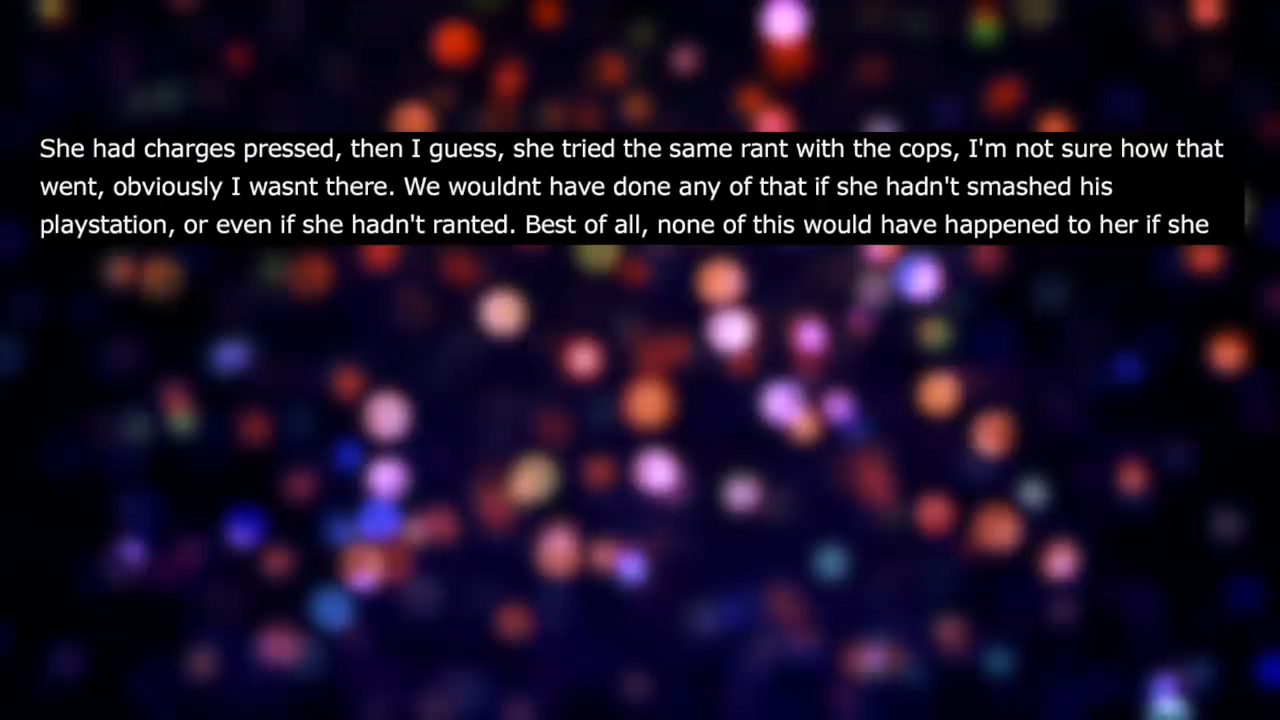 She had charges pressed, then I guess, she tried the same rant with the cops, I'm not sure how that
went, obviously I wasnt there. We wouldnt have done any of that if she hadn't smashed his
playstation, or even if she hadn't ranted. Best of all, none of this would have happened to her if she